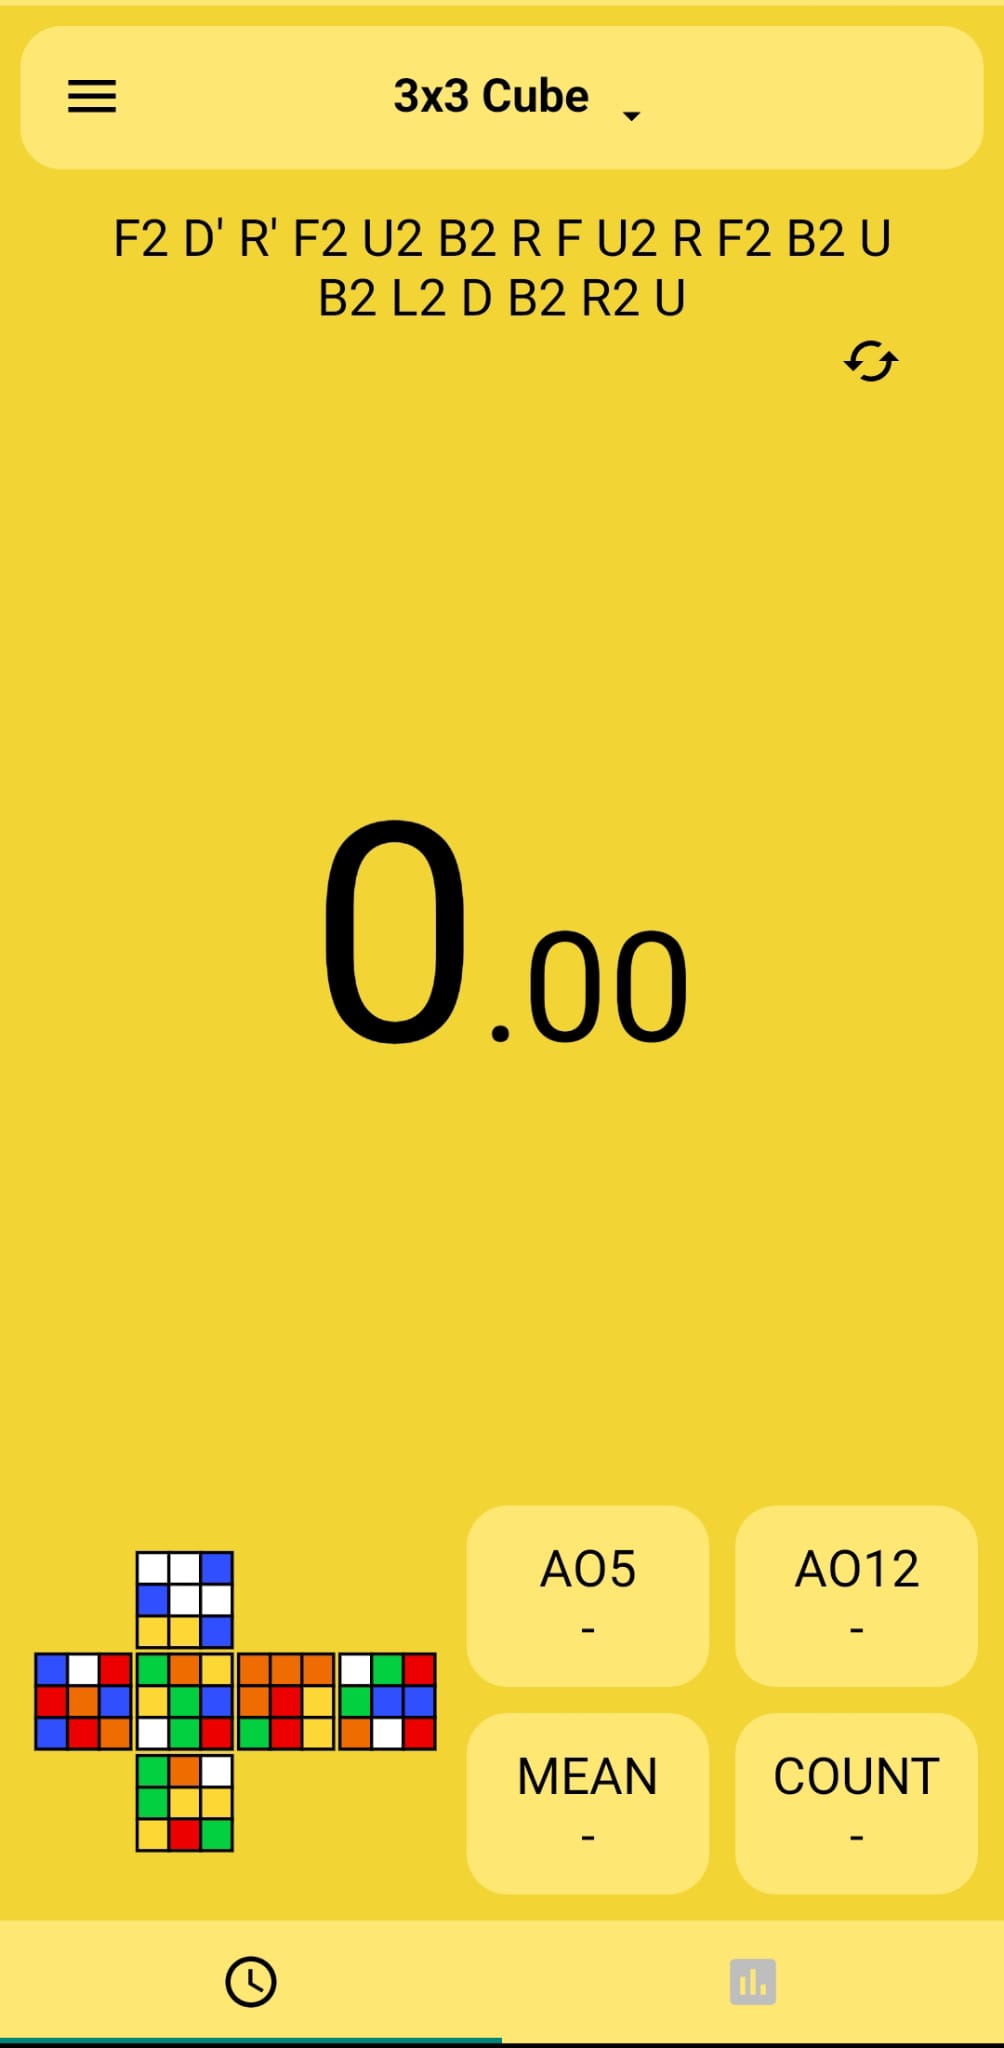 3x3 Cube
F2 D' R' F2 U2 B2 R F U2 R F2 B2 U
B2 L2 D B2 R2 U
0.00
AO5
-
AO12
-
MEAN
-
COUNT
-